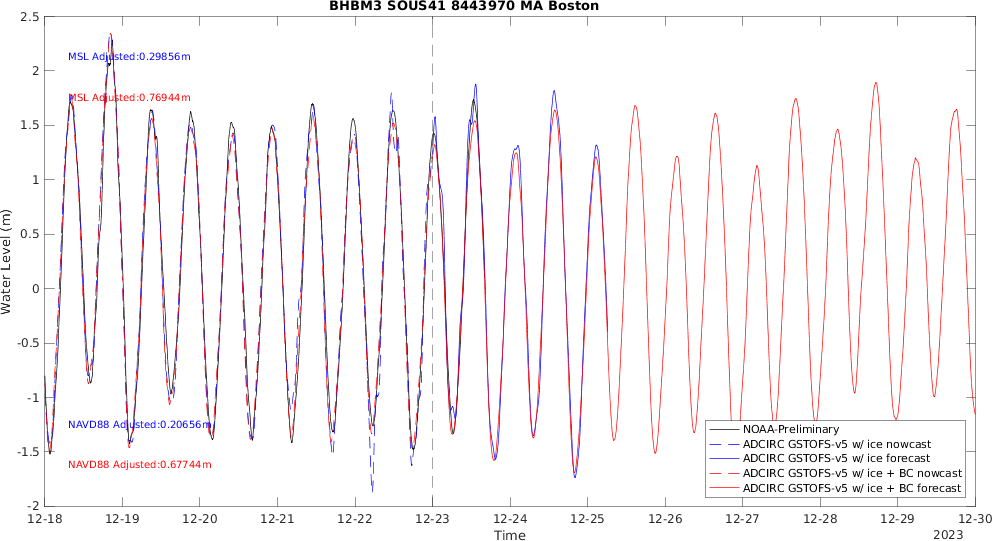 BHBM3 SOUS41 8443970 MA Boston
2.5
2
1.5
1
0.5
0
-0.5
-1
-1.5
-2
Water Level (m)
MSL Adjusted:0.29856m
MSL Adjusted:0.76944m
NAVD88 Adjusted:0.20656m
NAVD88 Adjusted:0.67744m
NOAA-Preliminary
ADCIRC GSTOFS-v5 w/ ice nowcast
ADCIRC GSTOFS-v5 w/ ice forecast
ADCIRC GSTOFS-v5 w/ ice + BC nowcast
ADCIRC GSTOFS-v5 w/ ice + BC forecast
12-18 12-19 12-20 12-21 12-22 12-23 12-24 12-25 12-26 12-27 12-28 12-29 12-30
Time
2023